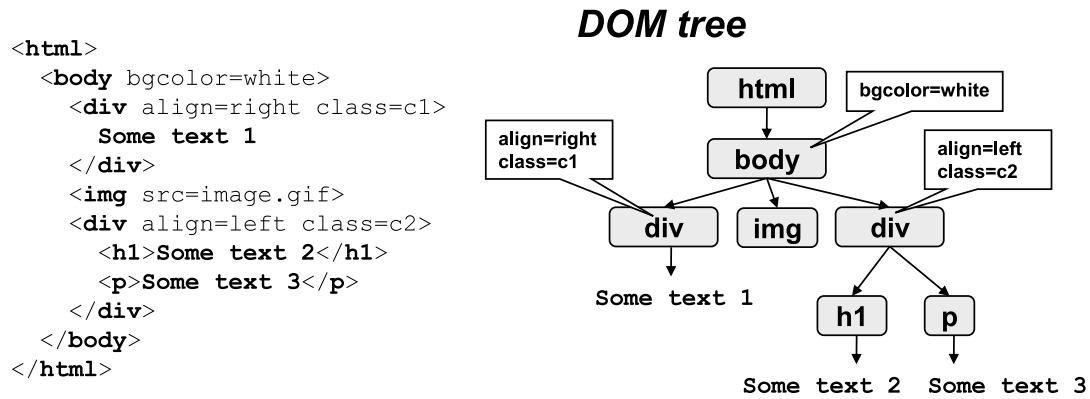 DOM tree
<html>
<body bgcolor=white>
<div align=right class=c1>
Some text 1
</div>
<img src=image.gif>
<div align=left class=c2>
<h1>Some text 2</h1>
<p>Some text 3</p>
</div>
</body>
</html>
html
bgcolor=white
align=right
class=c1
body
align=left
class=c2
div
img
div
Some text 1
h1
p
Some text 2
Some text 3